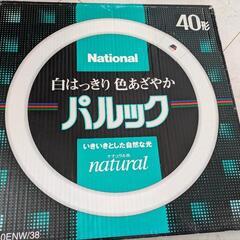 40形
National
白はっきり 色あざやか
パルック
いきいきとした自然な光
ナチュラル色
natural
0ENW/38